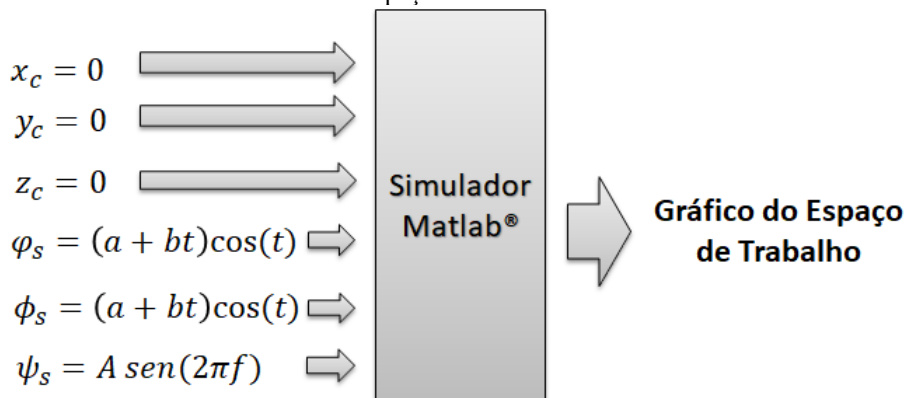 x_c = 0
y_c = 0
z_c = 0
φ_s = (a + bt)cos(t)
ϕ_s = (a + bt)cos(t)
ψ_s = A sen(2πf)
Simulador
Matlab®
Gráfico do Espaço
de Trabalho